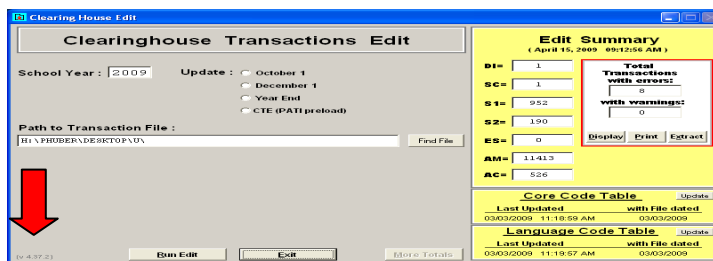 Clearing House Edit
Clearinghouse Transactions Edit
School Year : 2009 Update :
October 1
December 1
Year End
CTE (PATI preload)
Path to Transaction File :
H:\PHUBER\DESKTOP\U\ Find File
(v 4.37.2) Run Edit Exit More Totals
Edit Summary
( April 15, 2009 09:12:56 AM )
DI= 1
SC= 1
S1= 952
S2= 190
ES= 0
AM= 11413
AC= 526
Total
Transactions
with errors:
8
with warnings:
0
Display Print Extract
Core Code Table Update
Last Updated with File dated
03/03/2009 11:18:59 AM 03/03/2009
Language Code Table Update
Last Updated with File dated
03/03/2009 11:19:57 AM 03/03/2009